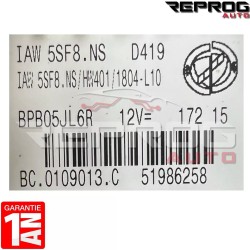 REPROG
AUTO MOTIVE
IAW 5SF8.NS D419
IAW 5SF8.NS/HW401/1804-L10
BPB05JL6R 12V= 172 15
BC.0109013.C 51986258
GARANTIE
1 AN